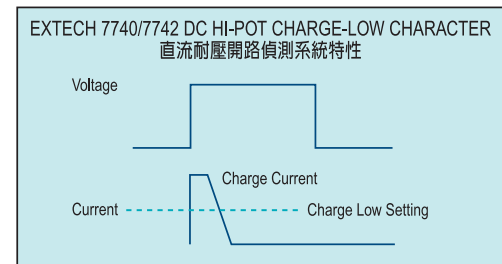 EXTECH 7740/7742 DC HI-POT CHARGE-LOW CHARACTER
直流耐壓開路偵測系統特性
Voltage
Charge Current
Current
Charge Low Setting